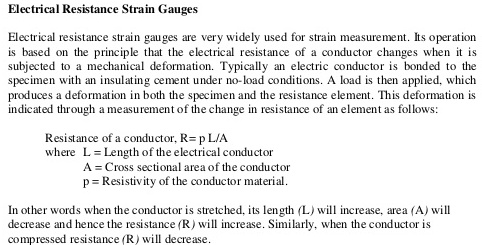 Electrical Resistance Strain Gauges
Electrical resistance strain gauges are very widely used for strain measurement. Its operation
is based on the principle that the electrical resistance of a conductor changes when it is
subjected to a mechanical deformation. Typically an electric conductor is bonded to the
specimen with an insulating cement under no-load conditions. A load is then applied, which
produces a deformation in both the specimen and the resistance element. This deformation is
indicated through a measurement of the change in resistance of an element as follows:
Resistance of a conductor, R= p L/A
where L = Length of the electrical conductor
A = Cross sectional area of the conductor
p = Resistivity of the conductor material.
In other words when the conductor is stretched, its length (L) will increase, area (A) will
decrease and hence the resistance (R) will increase. Similarly, when the conductor is
compressed resistance (R) will decrease.